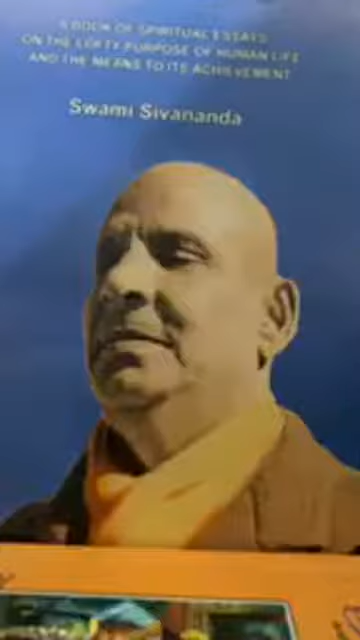 A BOOK OF SPIRITUAL ESSAYS
ON THE LOFTY PURPOSE OF HUMAN LIFE
AND THE MEANS TO ITS ACHIEVEMENT
Swami Sivananda